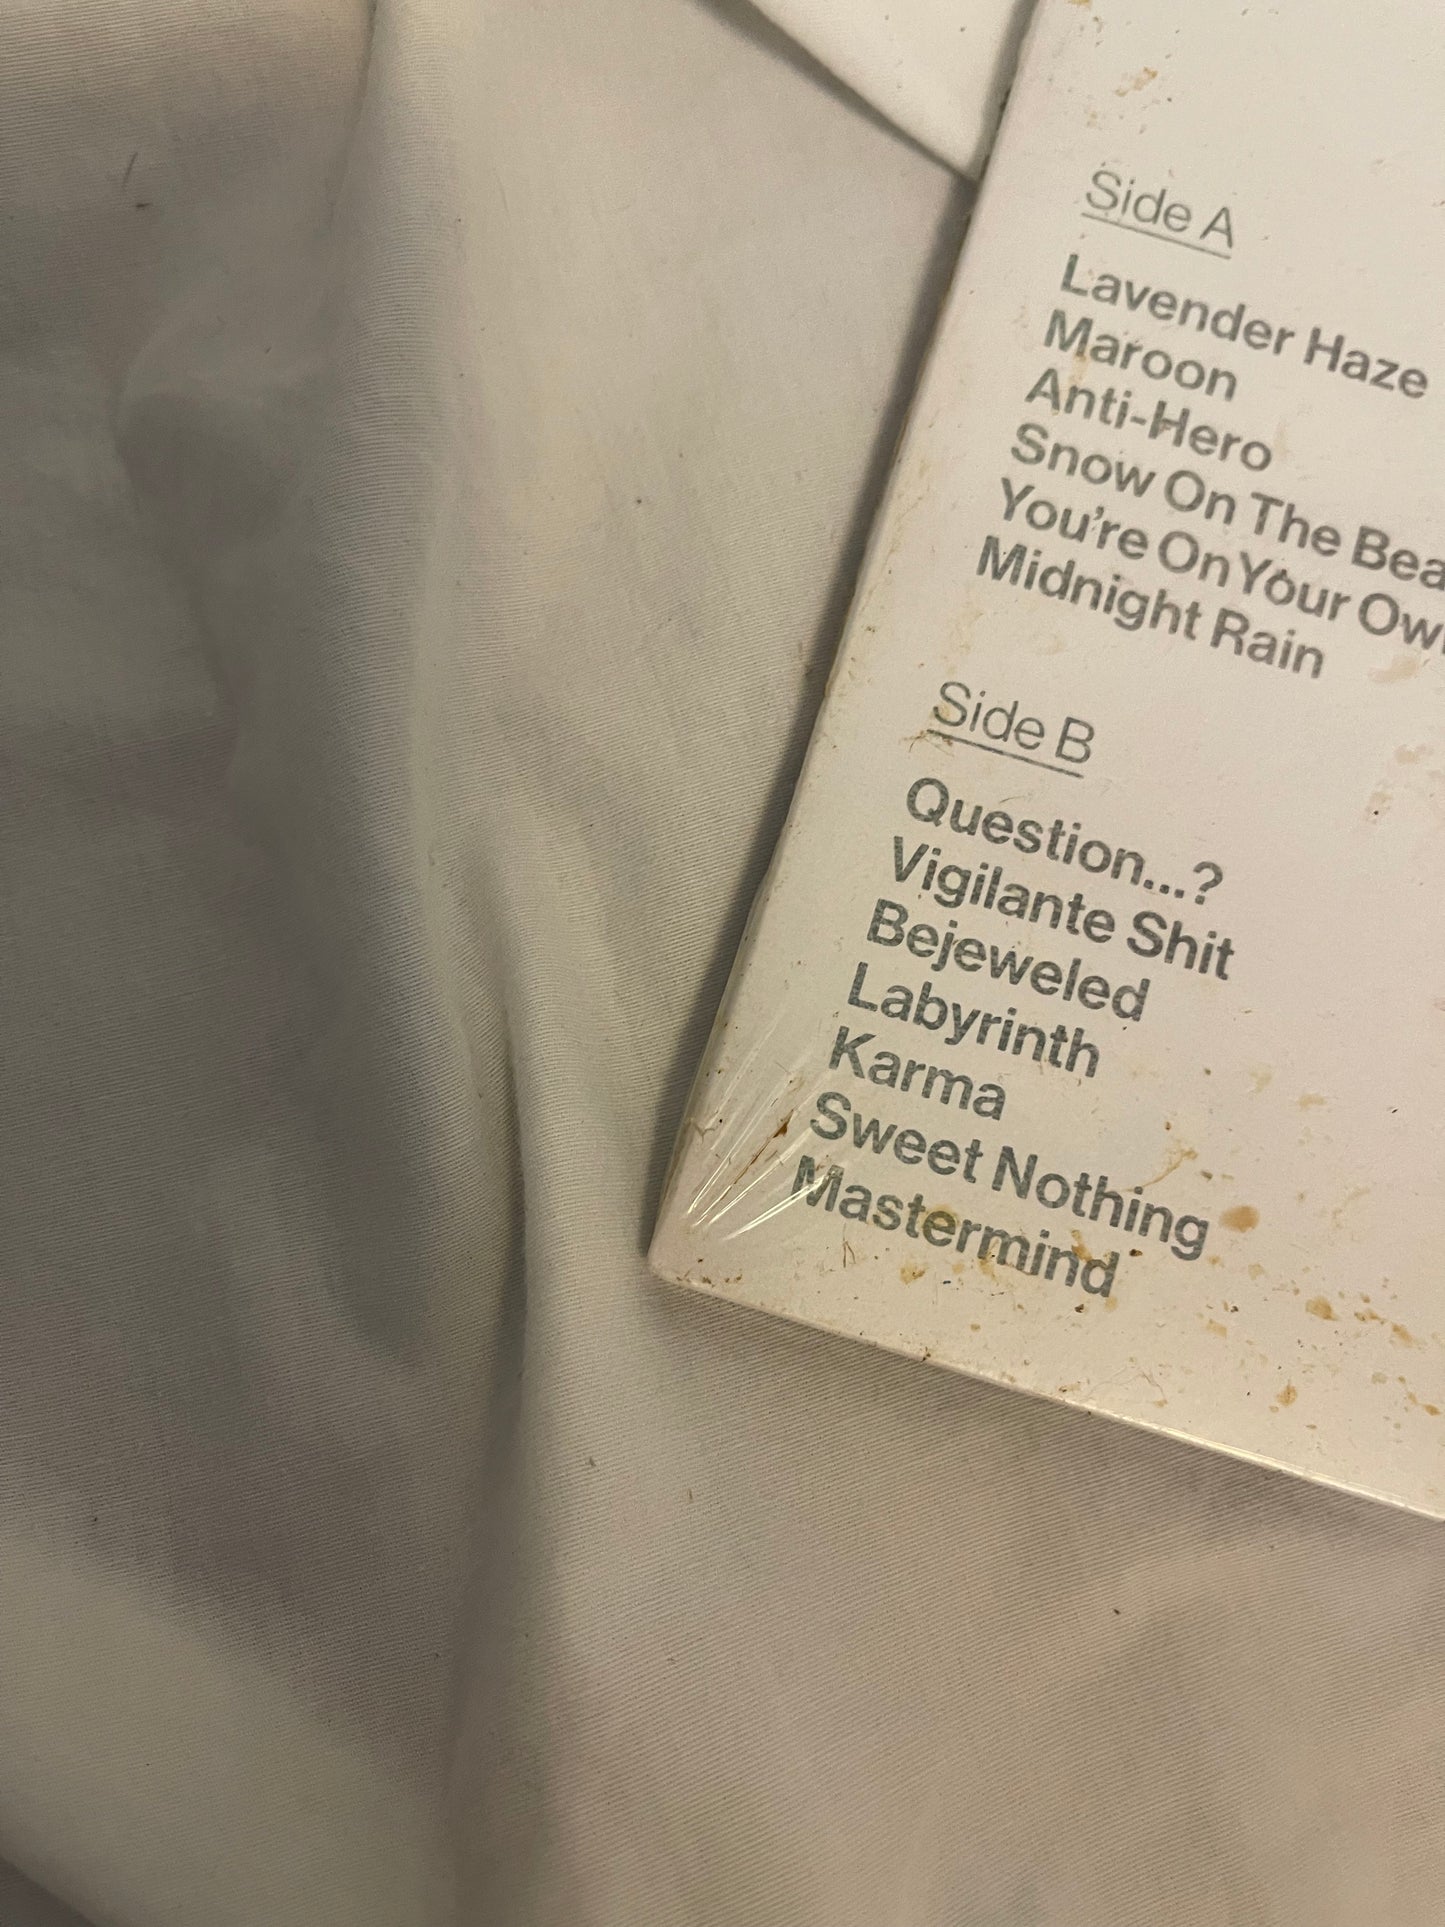 Side A
Lavender Haze
Maroon
Anti-Hero
Snow On The Bea
You're On Your Own
Midnight Rain
Side B
Question...?
Vigilante Shit
Bejeweled
Labyrinth
Karma
Sweet Nothing
Mastermind